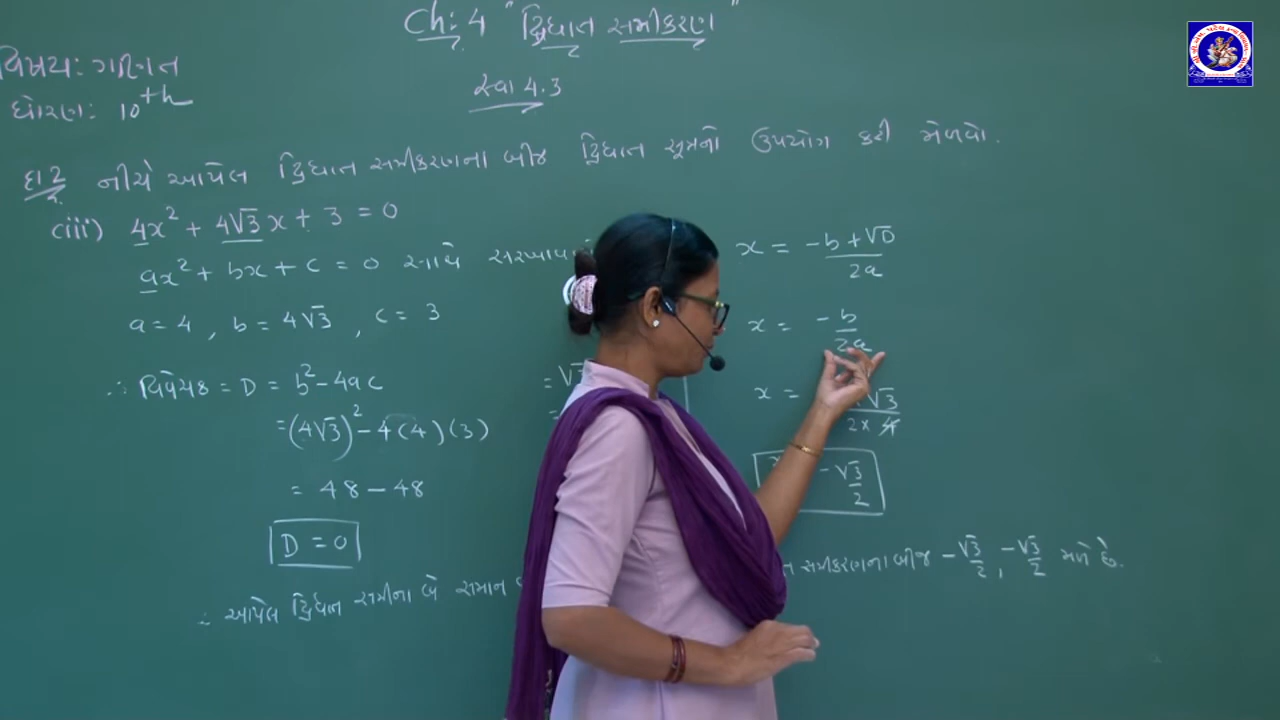 Ch: 4 "દ્વિઘાત સમીકરણ"
વિષય: ગણિત
ધોરણ: 10th
સ્વા 4.3
દા 2 નીચે આપેલ દ્વિઘાત સમીકરણના બીજ દ્વિઘાત સૂત્રનો ઉપયોગ કરી મેળવો.
(iii) 4x² + 4√3 x + 3 = 0
ax² + bx + c = 0 સાથે સરખાવતાં
a = 4 , b = 4√3 , c = 3
∴ વિવેચક = D = b² - 4ac
= (4√3)² - 4(4)(3)
= 48 - 48
D = 0
∴ આપેલ દ્વિઘાત સમીના બે સમાન
= √
=
x = -b + √D / 2a
x = -b / 2a
x = √3 / 2 × 4
-√3 / 2
સમીકરણના બીજ -√3/2 , -√3/2 મળે છે.